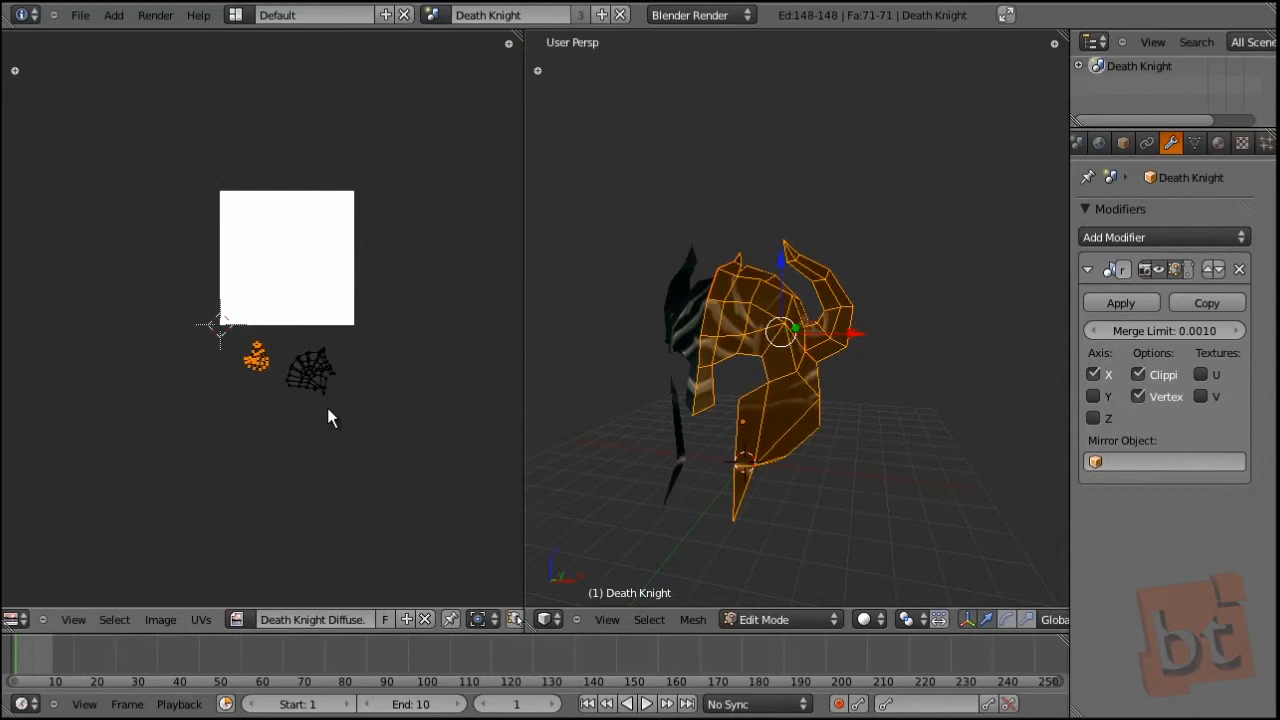 File Add Render Help Default Death Knight 3 Blender Render Ed:148-148 | Fa:71-71 | Death Knight
User Persp
View Search All Scene
Death Knight
Death Knight
Modifiers
Add Modifier
r
Apply Copy
Merge Limit: 0.0010
Axis: Options: Textures:
X Clippi U
Y Vertex V
Z
Mirror Object:
(1) Death Knight
View Select Image UVs Death Knight Diffuse. F
View Select Mesh Edit Mode Globa
10 20 30 40 50 60 70 80 90 100 110 120 130 140 150 160 170 180 190 200 210 220 230 240 250
View Frame Playback Start: 1 End: 10 1 No Sync
bt